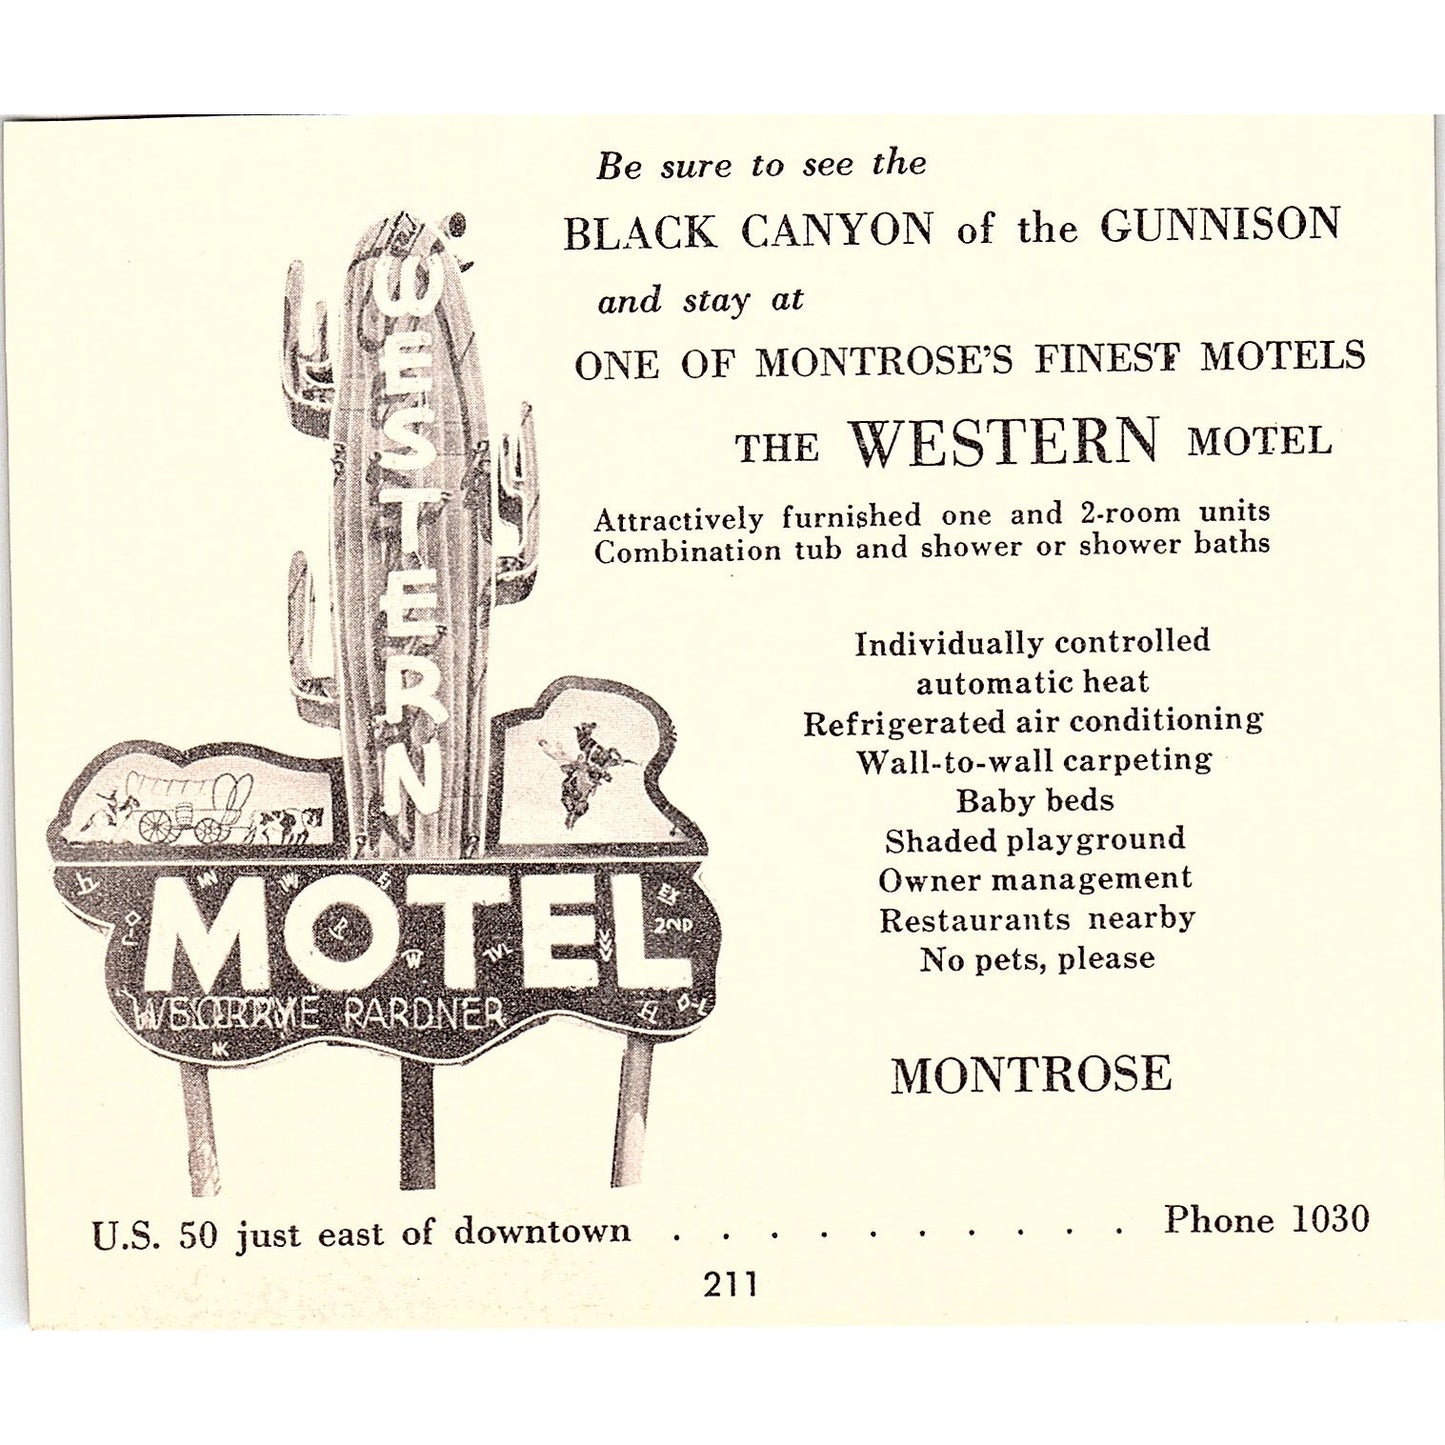 Be sure to see the
BLACK CANYON of the GUNNISON
and stay at
ONE OF MONTROSE'S FINEST MOTELS
THE WESTERN MOTEL
Attractively furnished one and 2-room units
Combination tub and shower or shower baths
Individually controlled
automatic heat
Refrigerated air conditioning
Wall-to-wall carpeting
Baby beds
Shaded playground
Owner management
Restaurants nearby
No pets, please
MONTROSE
WESTERN
MOTEL
PARDNER
U.S. 50 just east of downtown . . . . . . . . . . Phone 1030
211